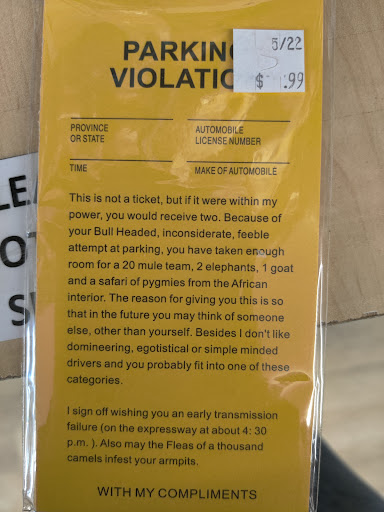 PARKING
5/22
VIOLATIO
$ .99
PROVINCE
OR STATE
AUTOMOBILE
LICENSE NUMBER
TIME
MAKE OF AUTOMOBILE
This is not a ticket, but if it were within my
power, you would receive two. Because of
your Bull Headed, inconsiderate, feeble
attempt at parking, you have taken enough
room for a 20 mule team, 2 elephants, 1 goat
and a safari of pygmies from the African
interior. The reason for giving you this is so
that in the future you may think of someone
else, other than yourself. Besides I don't like
domineering, egotistical or simple minded
drivers and you probably fit into one of these
categories.
I sign off wishing you an early transmission
failure (on the expressway at about 4: 30
p.m. ). Also may the Fleas of a thousand
camels infest your armpits.
WITH MY COMPLIMENTS